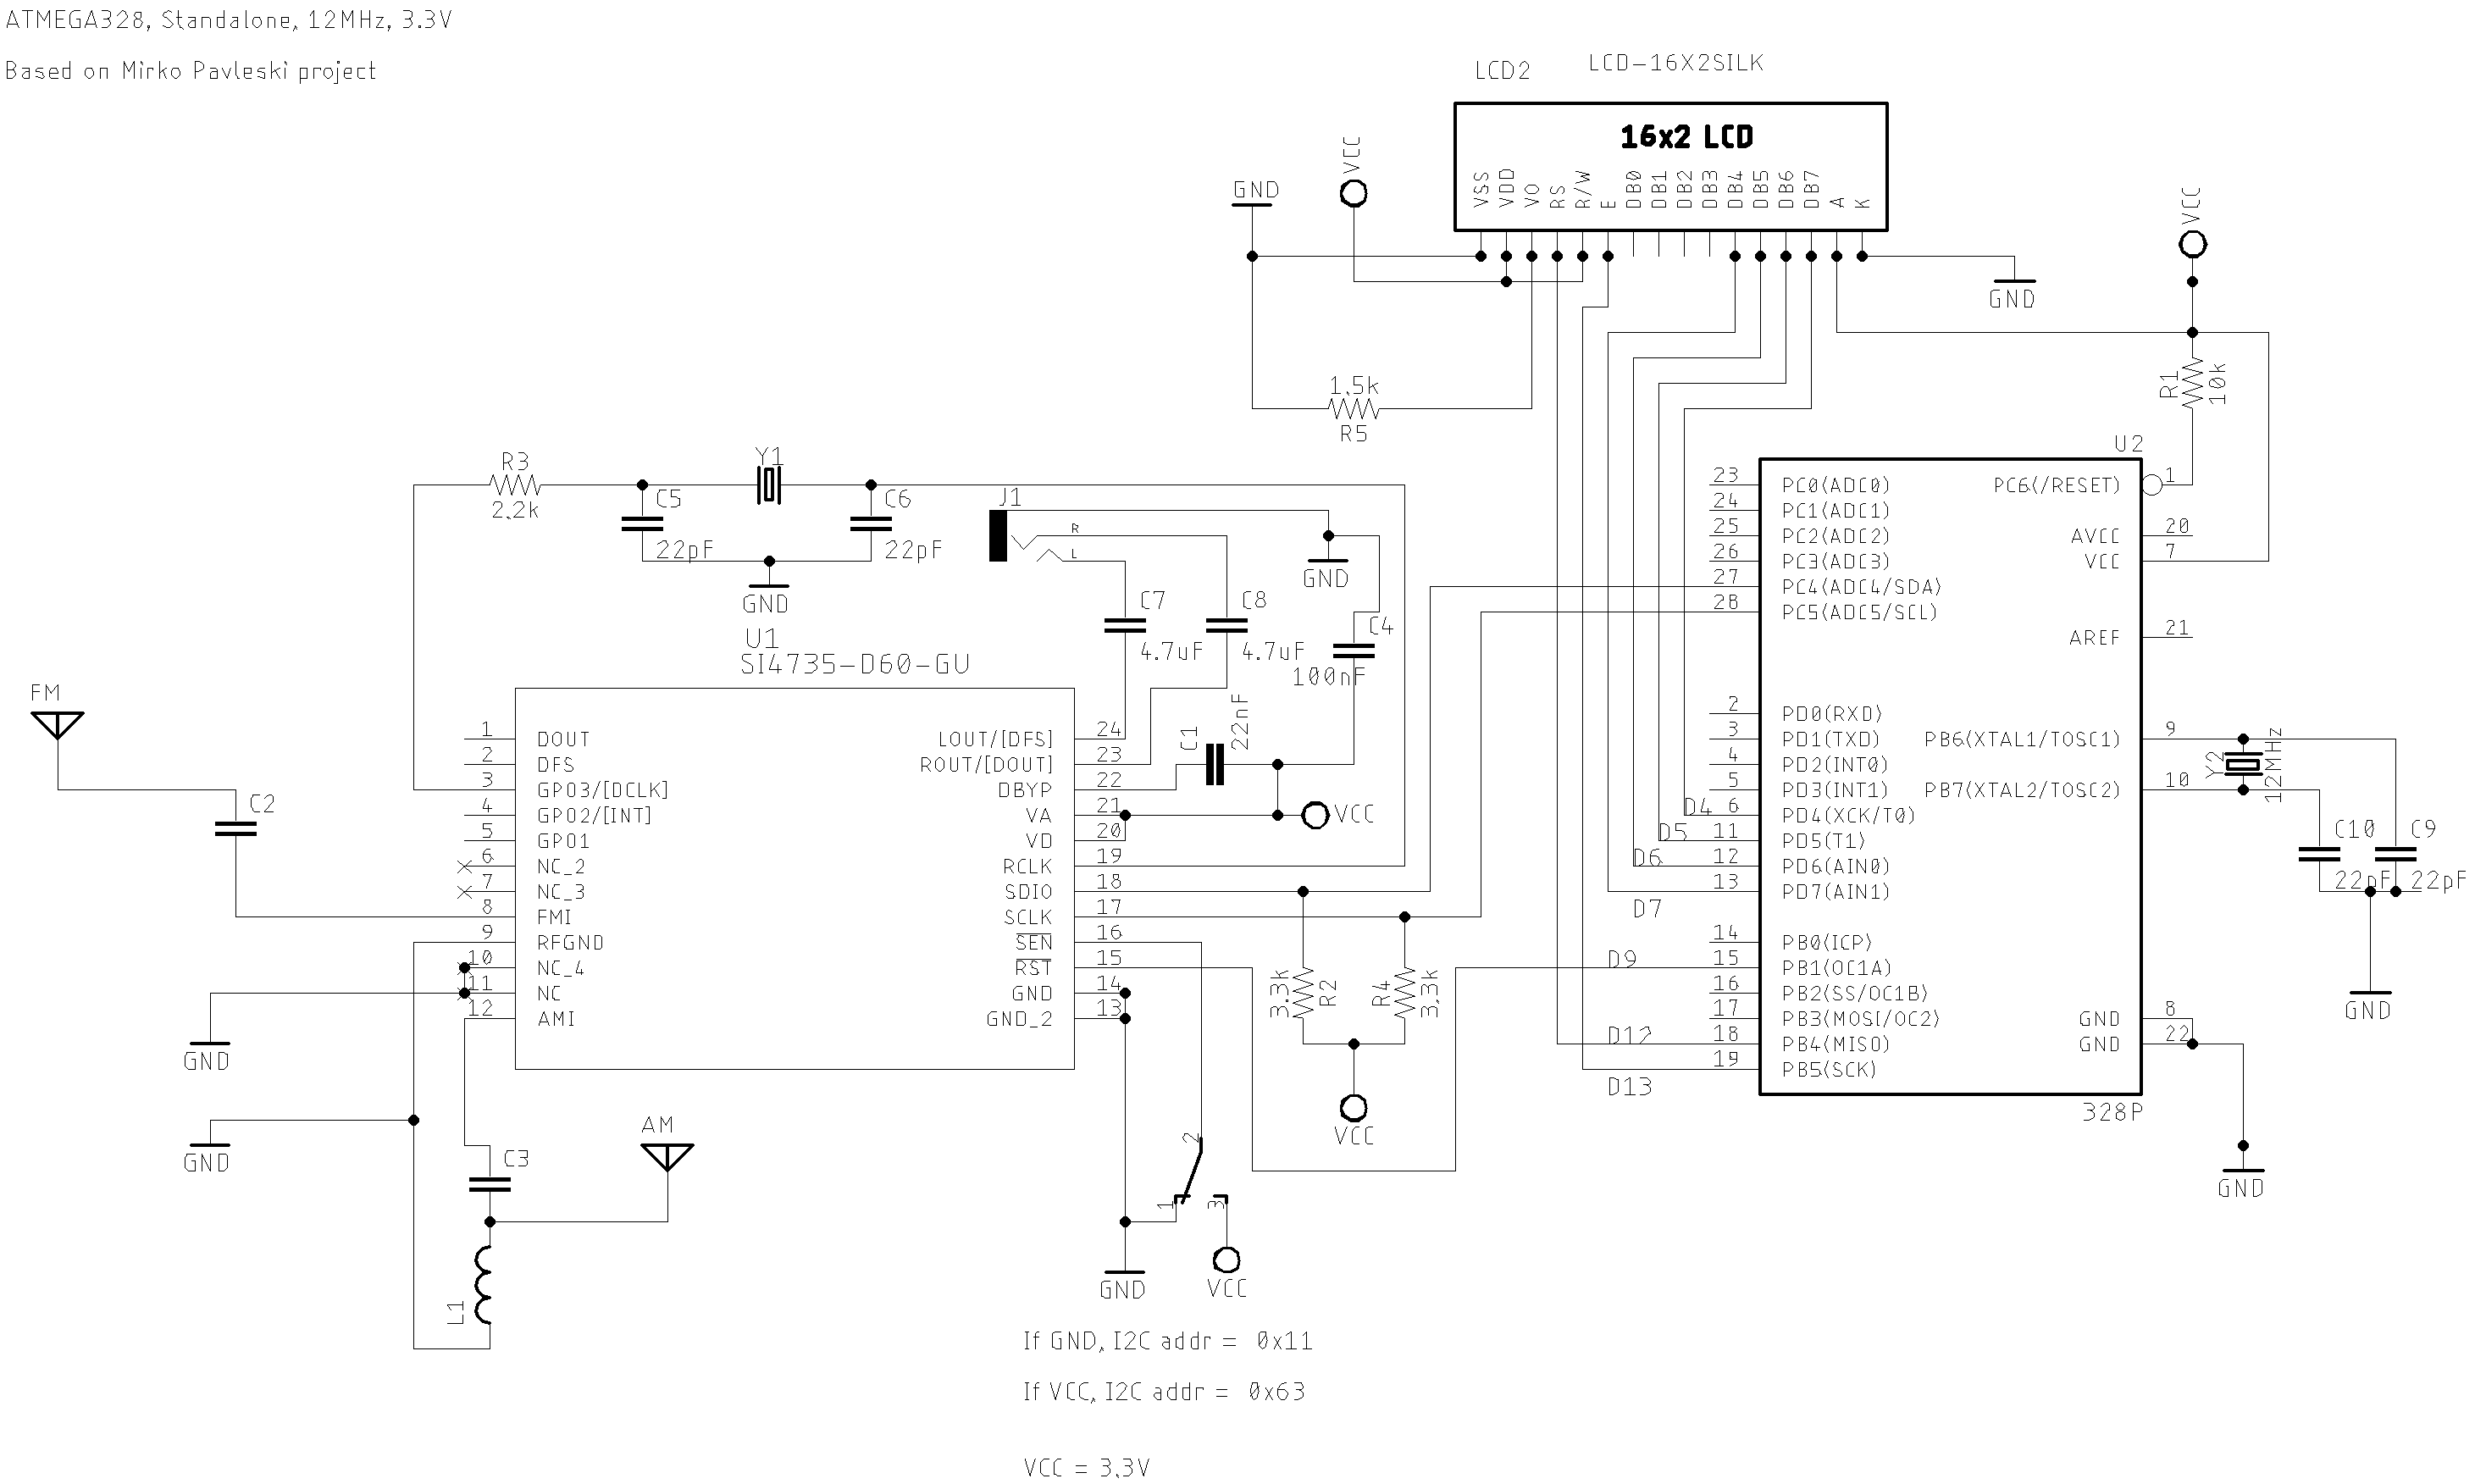 ATMEGA328, Standalone, 12MHz, 3.3V
Based on Mirko Pavleski project
LCD2
LCD-16X2SILK
16x2 LCD
VSS
VDD
VO
RS
R/W
E
DB0
DB1
DB2
DB3
DB4
DB5
DB6
DB7
A
K
GND
VCC
GND
VCC
1,5k
R5
R1
10k
U2
R3
2,2k
Y1
C5
22pF
C6
22pF
GND
J1
R
L
GND
C7
4.7uF
C8
4.7uF
C4
100nF
U1
SI4735-D60-GU
FM
C2
1 DOUT
2 DFS
3 GPO3/[DCLK]
4 GPO2/[INT]
5 GPO1
6 NC_2
7 NC_3
8 FMI
9 RFGND
10 NC_4
11 NC
12 AMI
LOUT/[DFS] 24
ROUT/[DOUT] 23
DBYP 22
VA 21
VD 20
RCLK 19
SDIO 18
SCLK 17
SEN 16
RST 15
GND 14
GND_2 13
C1
22nF
VCC
3.3k
R2
R4
3,3k
VCC
23 PC0(ADC0)
24 PC1(ADC1)
25 PC2(ADC2)
26 PC3(ADC3)
27 PC4(ADC4/SDA)
28 PC5(ADC5/SCL)
2 PD0(RXD)
3 PD1(TXD)
4 PD2(INT0)
5 PD3(INT1)
D4 6 PD4(XCK/T0)
D5 11 PD5(T1)
D6 12 PD6(AIN0)
D7 13 PD7(AIN1)
14 PB0(ICP)
D9 15 PB1(OC1A)
16 PB2(SS/OC1B)
17 PB3(MOSI/OC2)
D12 18 PB4(MISO)
D13 19 PB5(SCK)
PC6(/RESET) 1
AVCC 20
VCC 7
AREF 21
PB6(XTAL1/TOSC1) 9
PB7(XTAL2/TOSC2) 10
GND 8
GND 22
328P
Y2
12MHz
C10
22pF
C9
22pF
GND
GND
GND
GND
AM
C3
L1
2
1
3
GND
VCC
If GND, I2C addr = 0x11
If VCC, I2C addr = 0x63
VCC = 3,3V